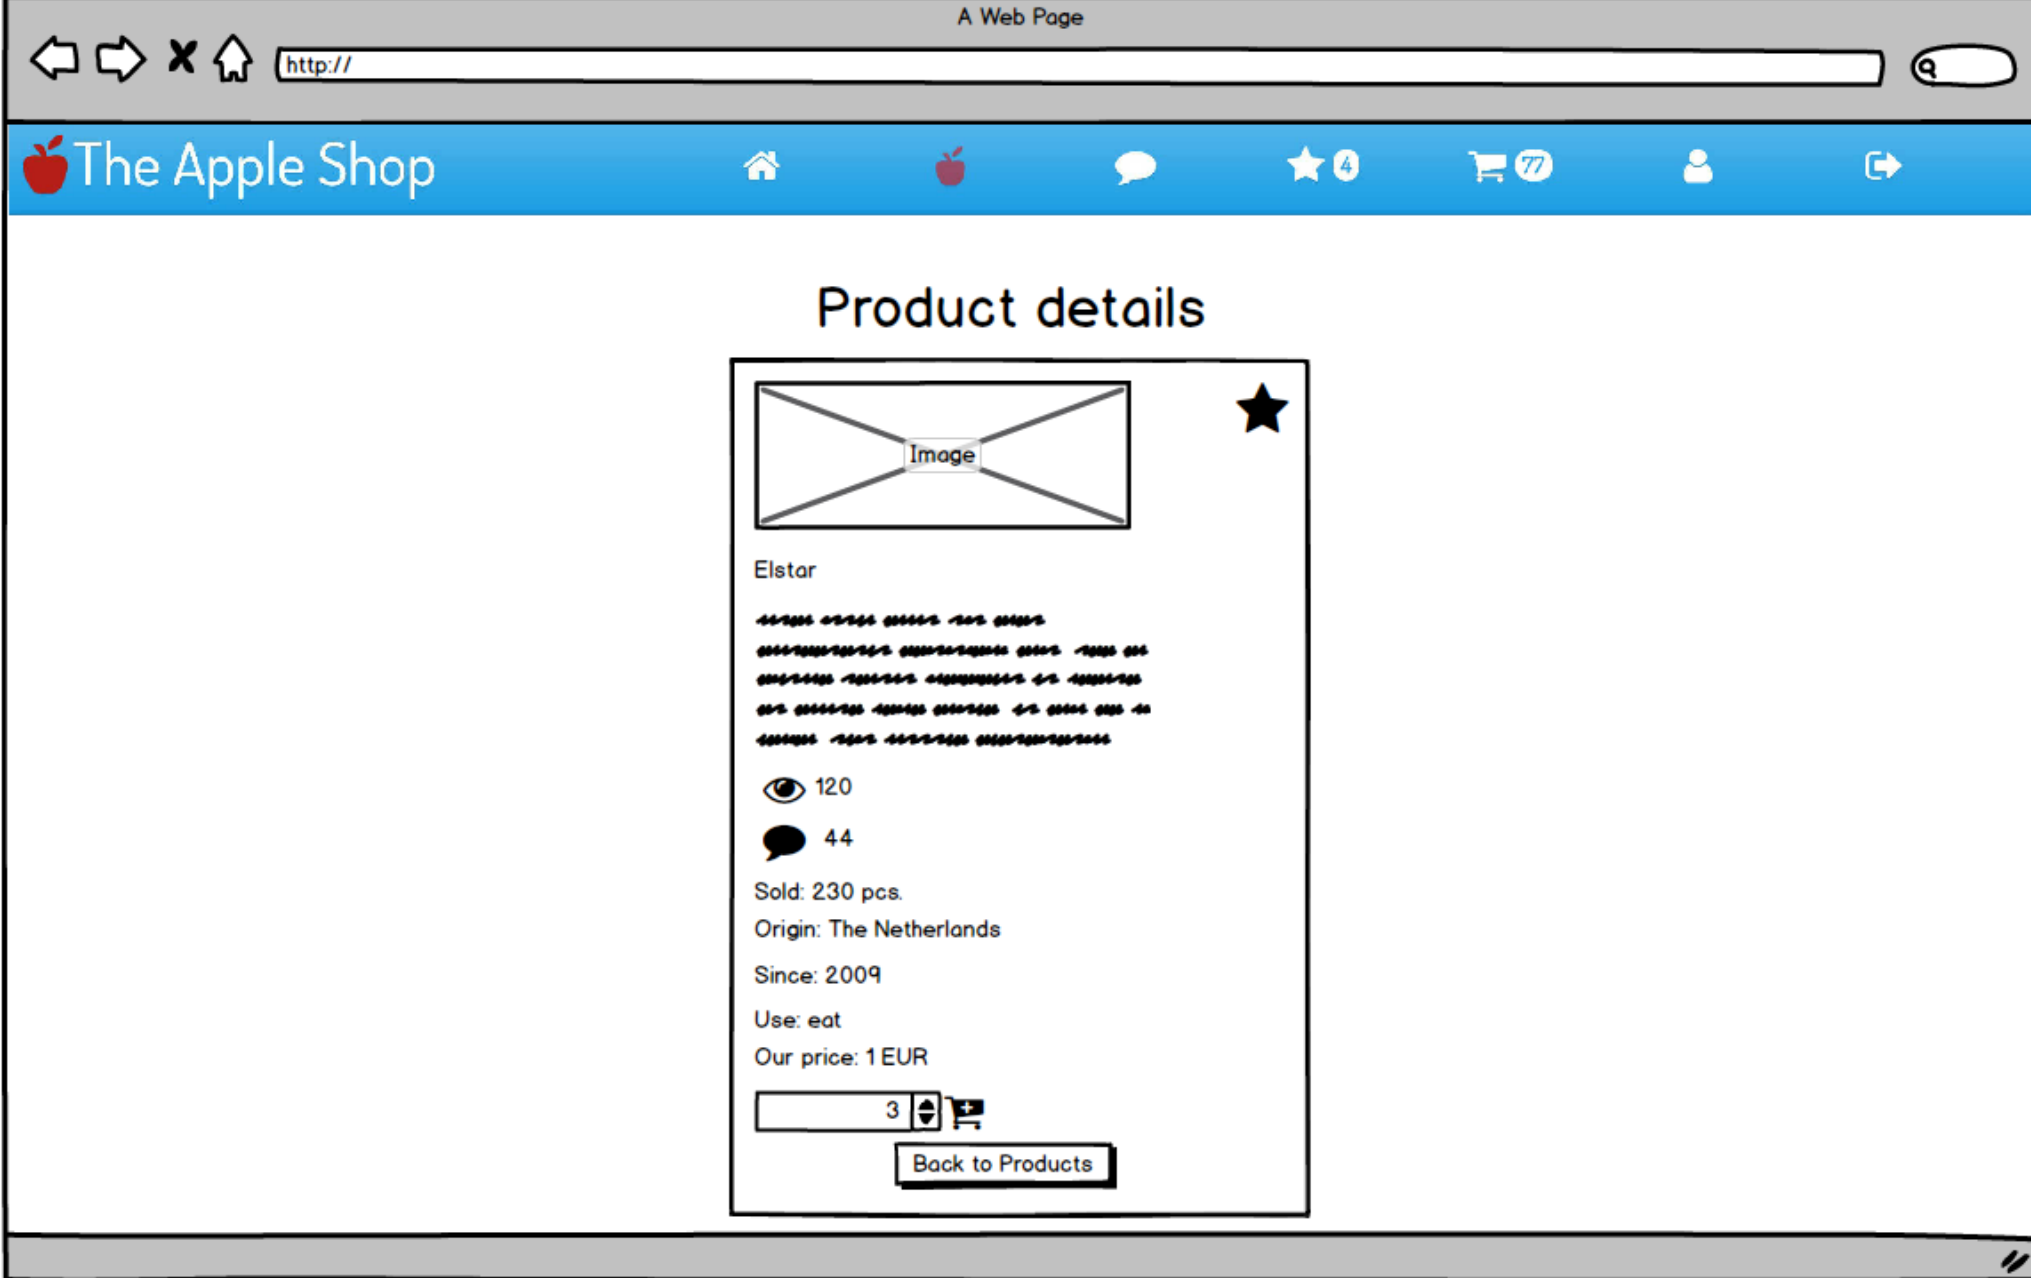 A Web Page
http://
The Apple Shop
4
77
Product details
Image
Elstar
120
44
Sold: 230 pcs.
Origin: The Netherlands
Since: 2009
Use: eat
Our price: 1 EUR
3
Back to Products